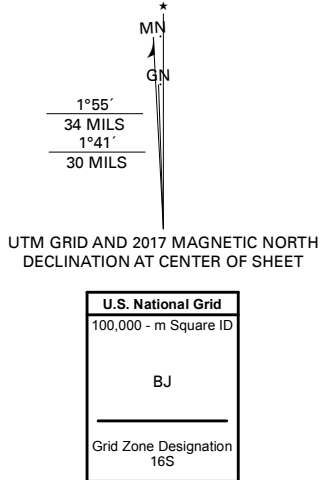 MN
GN
1°55´
34 MILS
1°41´
30 MILS
UTM GRID AND 2017 MAGNETIC NORTH
DECLINATION AT CENTER OF SHEET
U.S. National Grid
100,000 - m Square ID
BJ
Grid Zone Designation
16S